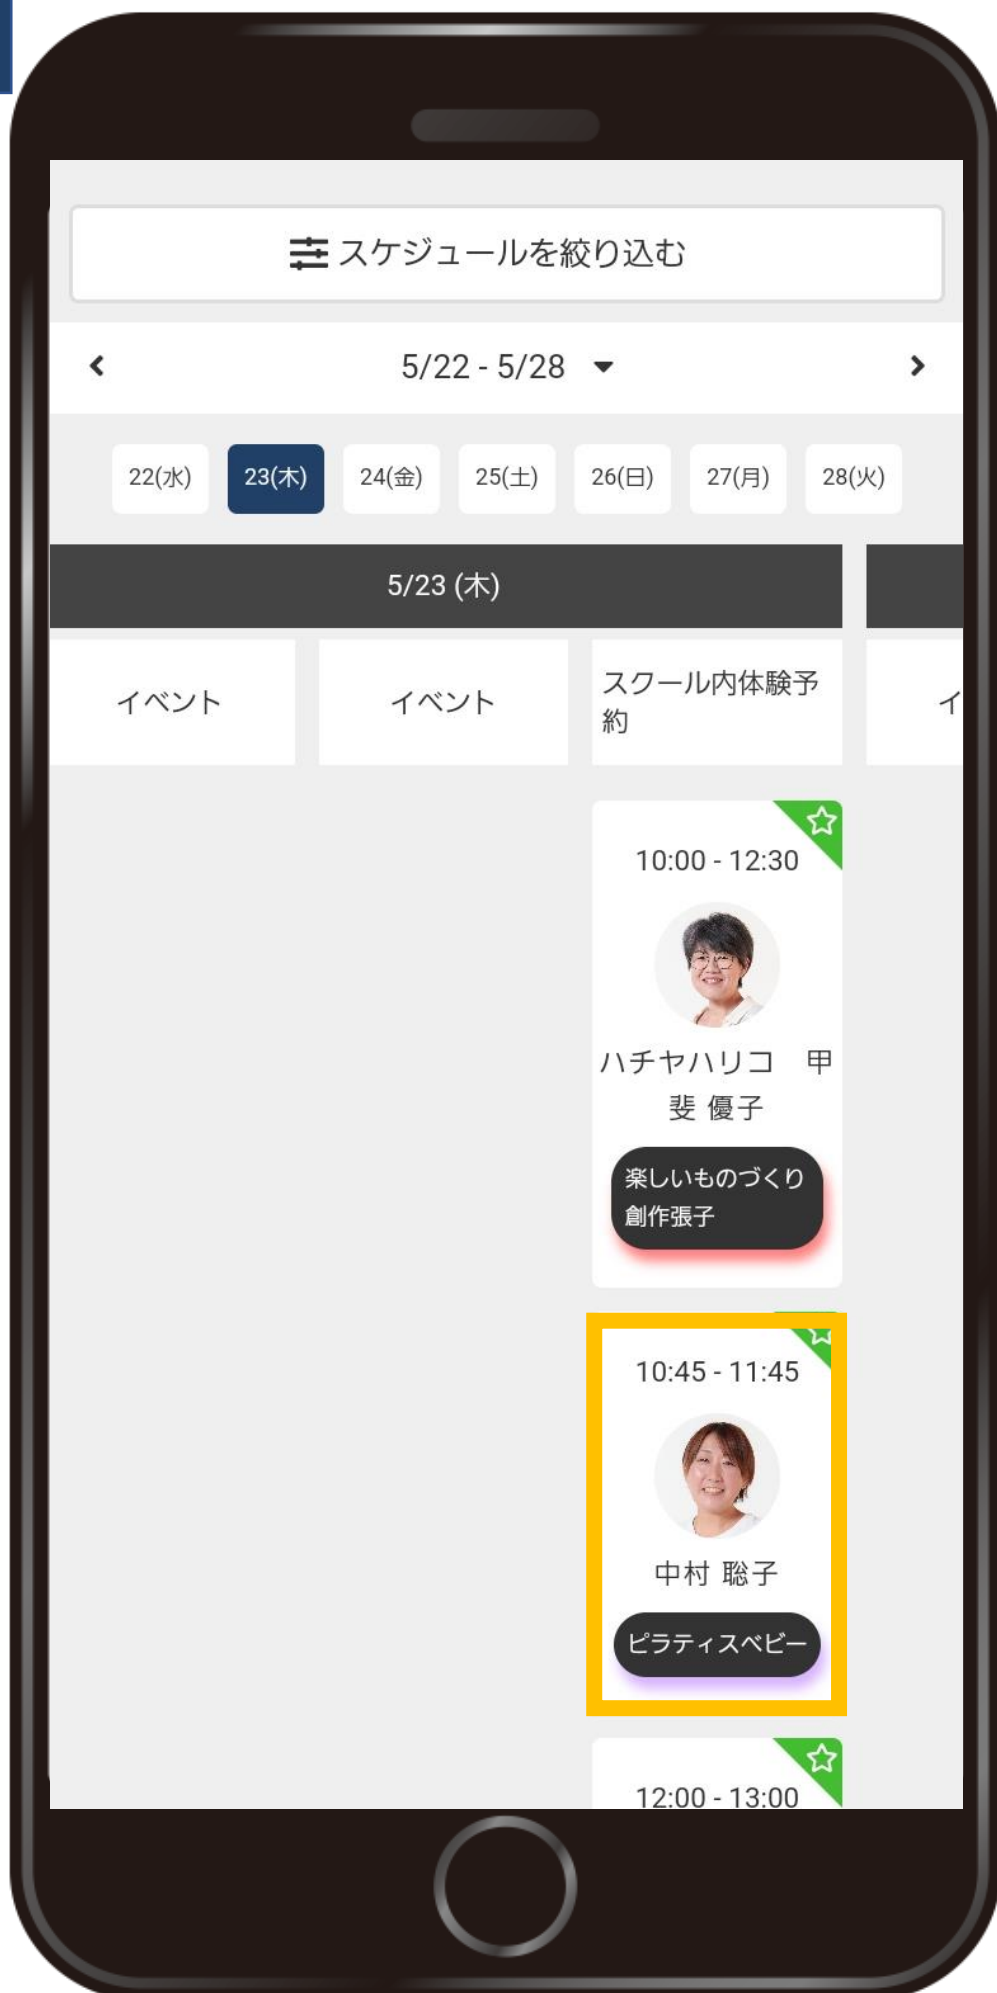 スケジュールを絞り込む
5/22 - 5/28
22(水) 23(木) 24(金) 25(土) 26(日) 27(月) 28(火)
5/23 (木)
イベント
イベント
スクール内体験予
約
イ
10:00 - 12:30
ハチヤハリコ　甲
斐 優子
楽しいものづくり
創作張子
10:45 - 11:45
中村 聡子
ピラティスベビー
12:00 - 13:00